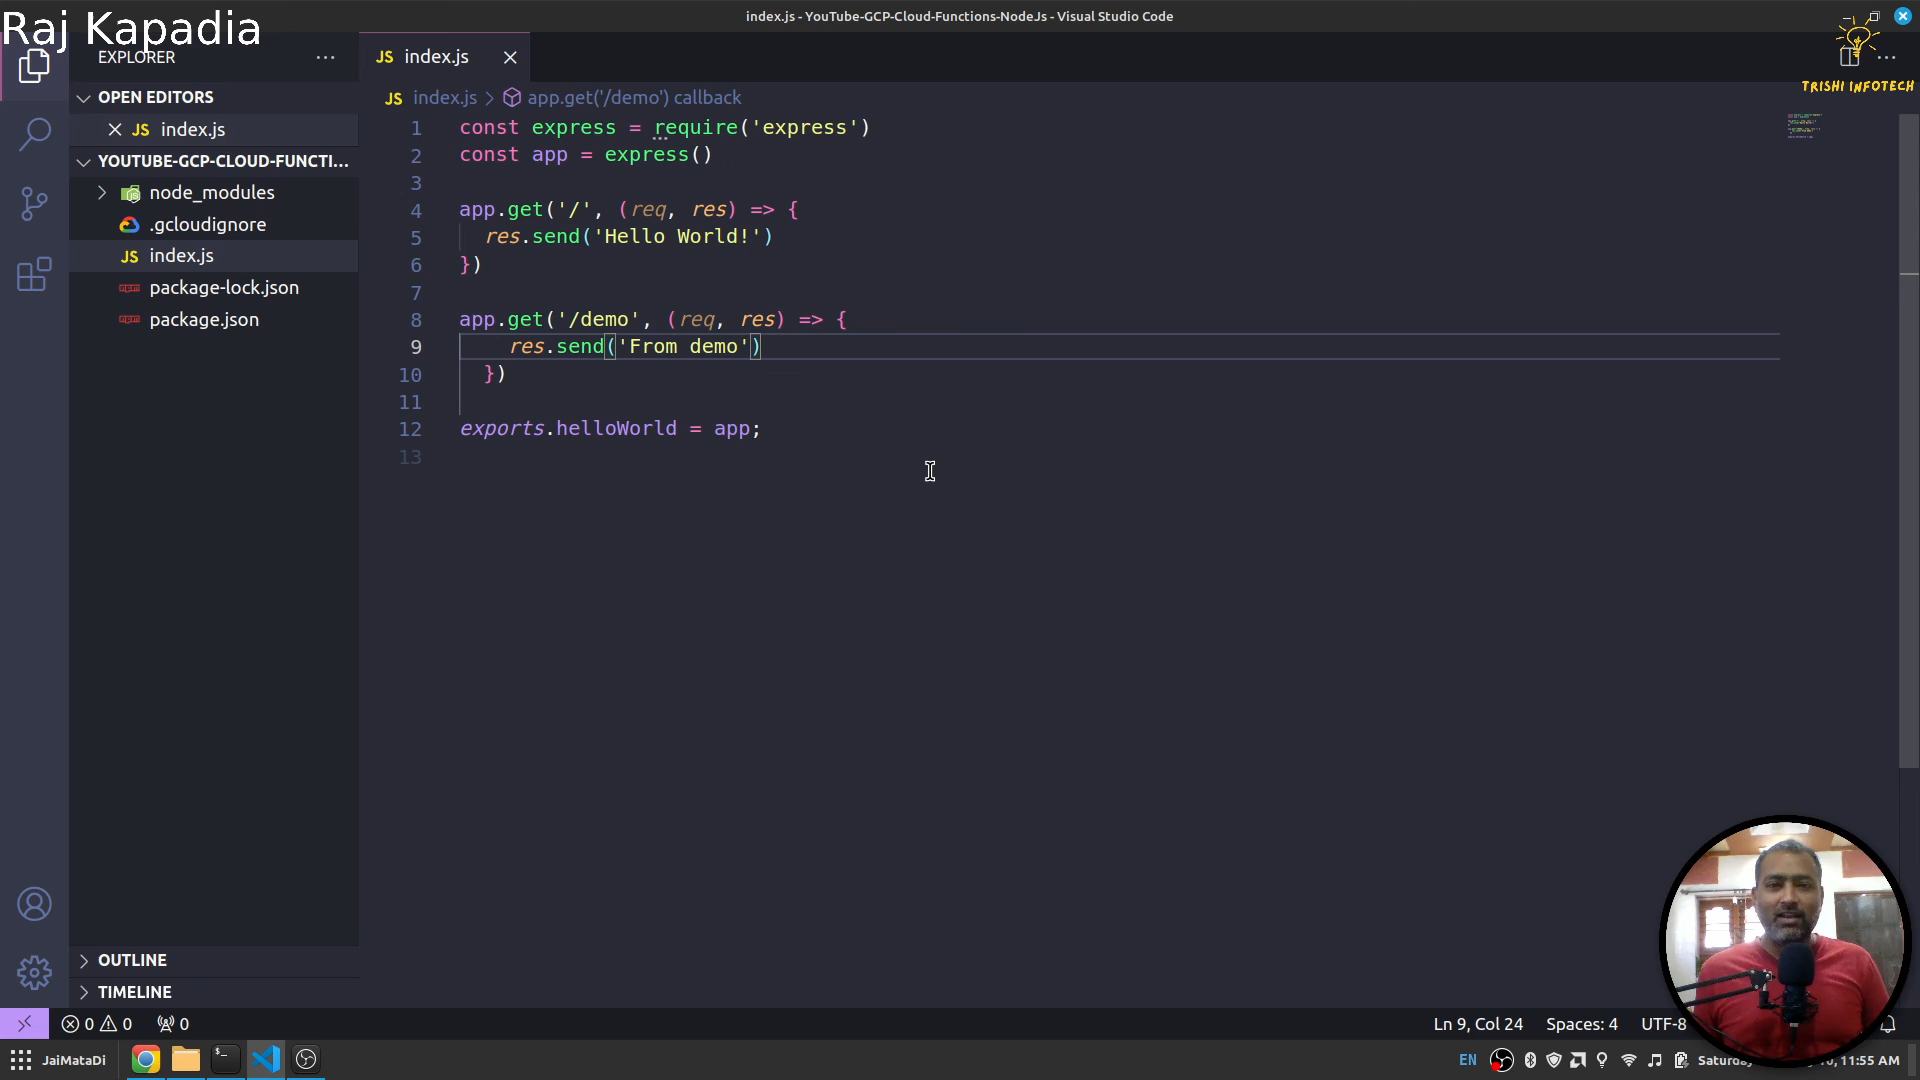 Raj Kapadia
index.js - YouTube-GCP-Cloud-Functions-NodeJs - Visual Studio Code
TRISHI INFOTECH
EXPLORER
OPEN EDITORS
JS index.js
YOUTUBE-GCP-CLOUD-FUNCTI...
node_modules
.gcloudignore
JS index.js
package-lock.json
package.json
OUTLINE
TIMELINE
JS index.js
JS index.js > app.get('/demo') callback
1 const express = require('express')
2 const app = express()
3
4 app.get('/', (req, res) => {
5 res.send('Hello World!')
6 })
7
8 app.get('/demo', (req, res) => {
9 res.send('From demo')
10 })
11
12 exports.helloWorld = app;
13
0 0 0
Ln 9, Col 24 Spaces: 4 UTF-8
JaiMataDi
EN
11:55 AM